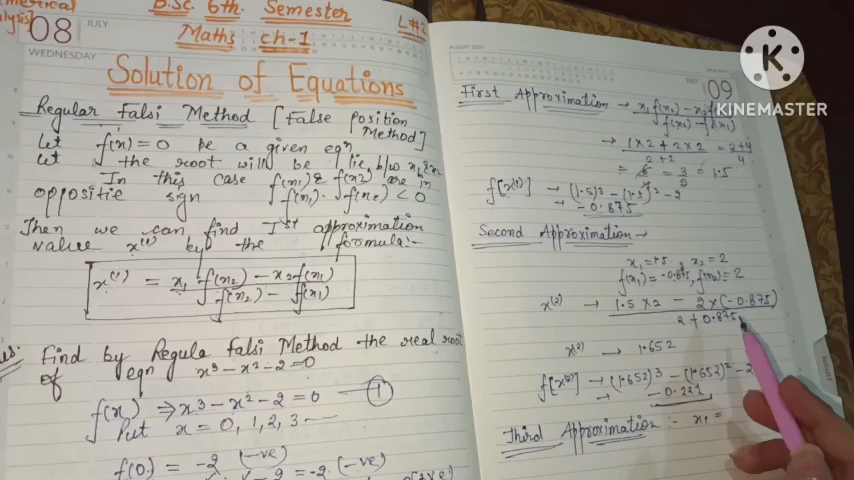 08
JULY
WEDNESDAY
B.Sc. 6th Semester
Maths ch-1
L#2
Solution of Equations
Regular Falsi Method [False position Method]
Let f(x)=0 be a given eqn
Let the root will be lie b/w x₁ & x₂
In this case f(x₁) & f(x₂) are in
oppositie sgn f(x₁). f(x₂) < 0
Then we can find Ist approximation
value x⁽¹⁾ by the formula:-
x⁽¹⁾ = x₁ f(x₂) - x₂ f(x₁) / f(x₂) - f(x₁)
Find by Regula Falsi Method the real root
of eqn x³-x²-2=0
f(x) ⇒ x³-x²-2=0 — ①
Put x = 0, 1, 2, 3 —
f(0) = -2 (-ve)
-2 = -2 (-ve)
JULY 09
KINEMASTER
First Approximation → x₁ f(x₂) - x₂ f(x₁) / f(x₂) - f(x₁)
→ 1x2 + 2x2 / 2+2 = 2+4 / 4
= 6/4 = 3/2 = 1.5
f[x⁽¹⁾] → (1.5)³ - (1.5)² - 2
→ -0.875
Second Approximation →
x₁=1.5, x₂ = 2
f(x₁) = -0.875, f(x₂) = 2
x⁽²⁾ → 1.5 x 2 - 2 x (-0.875) / 2 + 0.875
x⁽²⁾ → 1.652
f[x⁽²⁾] → (1.652)³ - (1.652)² - 2
→ -0.221
Third Approximation :- x₁ =